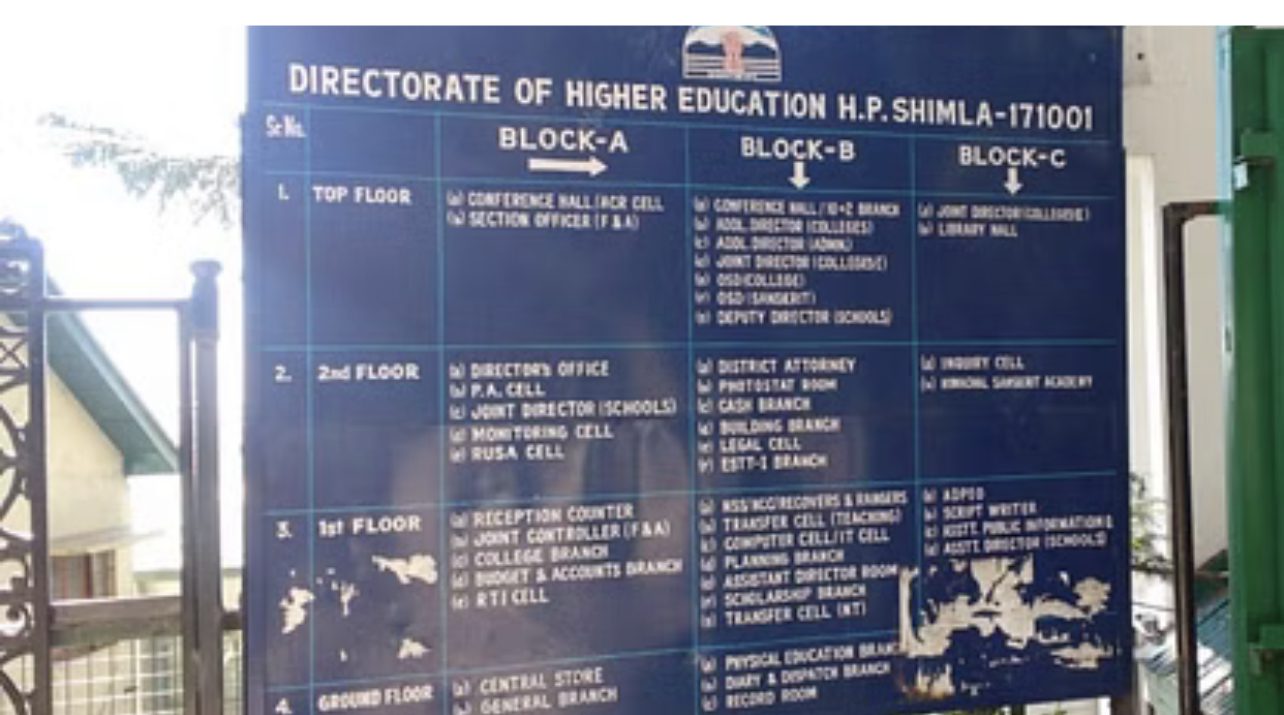 DIRECTORATE OF HIGHER EDUCATION H.P. SHIMLA-171001
Sr No.
BLOCK-A
BLOCK-B
BLOCK-C
1. TOP FLOOR
(a) CONFERENCE HALL/ACR CELL
(b) SECTION OFFICER (F & A)
(a) CONFERENCE HALL/10+2 BRANCH
(b) ADDL.DIRECTOR (COLLEGES)
(c) ADDL.DIRECTOR (ADMN.)
(d) JOINT DIRECTOR (COLLEGES)
(e) OSD(COLLEGE)
(f) OSD (SANSKRIT)
DEPUTY DIRECTOR (SCHOOLS)
(a) JOINT DIRECTOR(COLLEGES)
(b) LIBRARY HALL
2. 2nd FLOOR
(a) DIRECTOR's OFFICE
(b) P.A. CELL
(c) JOINT DIRECTOR (SCHOOLS)
(d) MONITORING CELL
(e) RUSA CELL
(a) DISTRICT ATTORNEY
(b) PHOTOSTAT ROOM
(c) CASH BRANCH
(d) BUILDING BRANCH
(e) LEGAL CELL
(f) ESTT-I BRANCH
(a) INQUIRY CELL
(b) HIMACHAL SANSKRIT ACADEMY
3. 1st FLOOR
(a) RECEPTION COUNTER
(b) JOINT CONTROLLER (F&A)
(c) COLLEGE BRANCH
(d) BUDGET & ACCOUNTS BRANCH
(e) RTI CELL
(a) NSS/NCC/RECOVERS & RANGERS
(b) TRANSFER CELL (TEACHING)
(c) COMPUTER CELL/IT CELL
(d) PLANNING BRANCH
(e) ASSISTANT DIRECTOR ROOM
(f) SCHOLARSHIP BRANCH
TRANSFER CELL (NT)
(a)
(b) SCRIPT WRITER
(c) ASSTT. PUBLIC INFORMATION
(d) ASSTT. DIRECTOR (SCHOOLS)
4. GROUND FLOOR
(a) CENTRAL STORE
(b) GENERAL BRANCH
(a) PHYSICAL EDUCATION
(b) DIARY & DISPATCH BRANCH
(c) RECORD ROOM